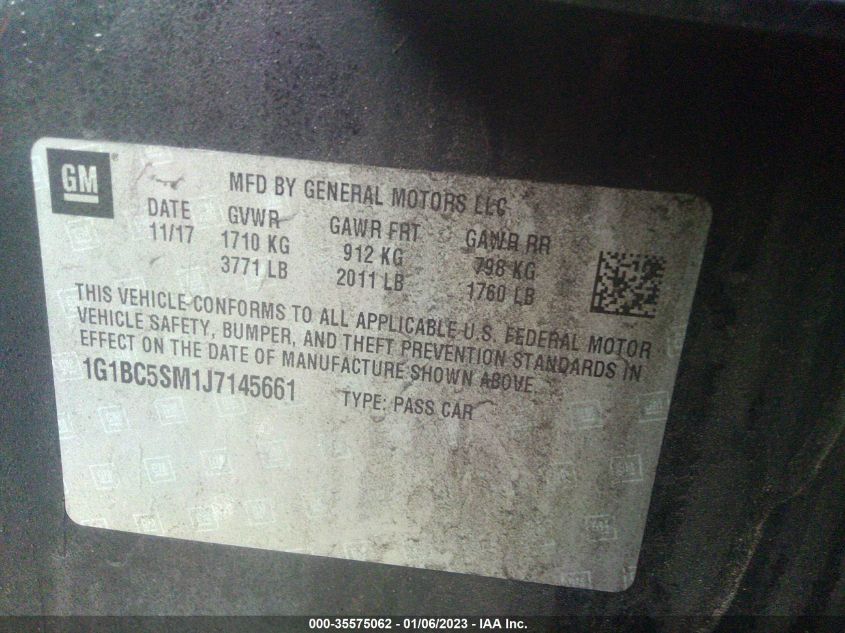 GM®
MFD BY GENERAL MOTORS LLC
DATE GVWR GAWR FRT GAWR RR
11/17 1710 KG 912 KG 798 KG
3771 LB 2011 LB 1760 LB
THIS VEHICLE CONFORMS TO ALL APPLICABLE U.S. FEDERAL MOTOR
VEHICLE SAFETY, BUMPER, AND THEFT PREVENTION STANDARDS IN
EFFECT ON THE DATE OF MANUFACTURE SHOWN ABOVE.
1G1BC5SM1J7145661 TYPE: PASS CAR
000-35575062 - 01/06/2023 - IAA Inc.